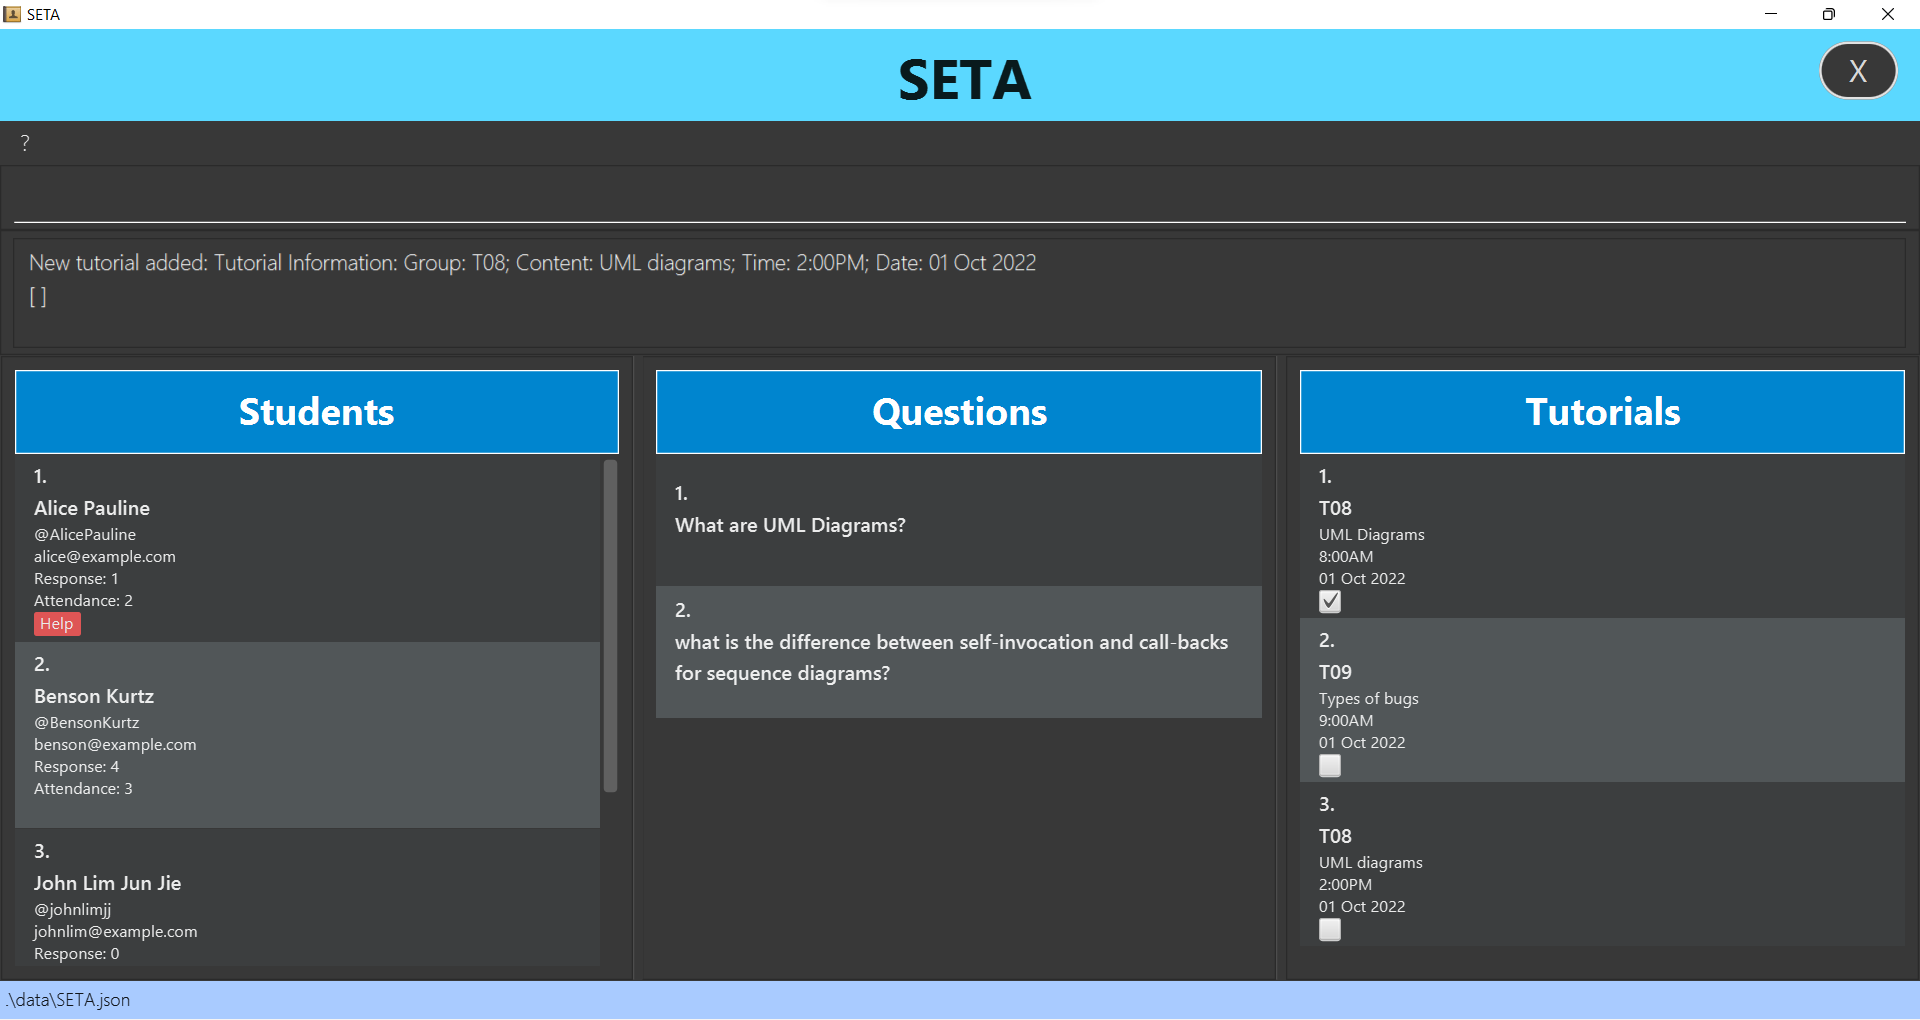 SETA
SETA
X
?
New tutorial added: Tutorial Information: Group: T08; Content: UML diagrams; Time: 2:00PM; Date: 01 Oct 2022
[ ]
Students
1.
Alice Pauline
@AlicePauline
alice@example.com
Response: 1
Attendance: 2
Help
2.
Benson Kurtz
@BensonKurtz
benson@example.com
Response: 4
Attendance: 3
3.
John Lim Jun Jie
@johnlimjj
johnlim@example.com
Response: 0
Questions
1.
What are UML Diagrams?
2.
what is the difference between self-invocation and call-backs
for sequence diagrams?
Tutorials
1.
T08
UML Diagrams
8:00AM
01 Oct 2022
2.
T09
Types of bugs
9:00AM
01 Oct 2022
3.
T08
UML diagrams
2:00PM
01 Oct 2022
.\data\SETA.json